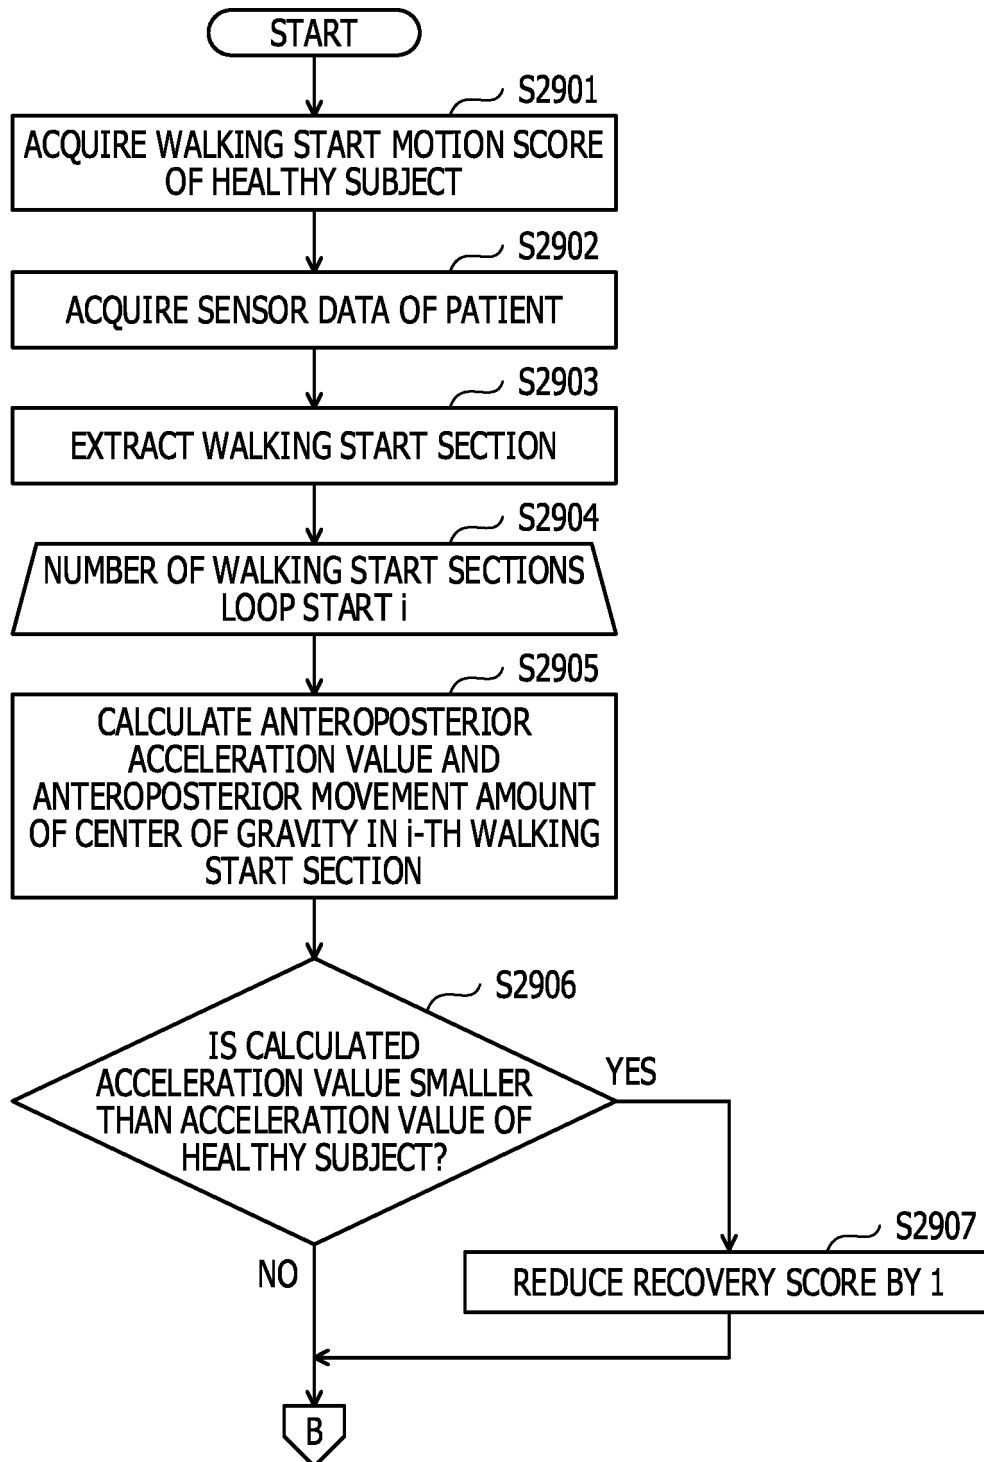 START
S2901
ACQUIRE WALKING START MOTION SCORE
OF HEALTHY SUBJECT
S2902
ACQUIRE SENSOR DATA OF PATIENT
S2903
EXTRACT WALKING START SECTION
S2904
NUMBER OF WALKING START SECTIONS
LOOP START i
S2905
CALCULATE ANTEROPOSTERIOR
ACCELERATION VALUE AND
ANTEROPOSTERIOR MOVEMENT AMOUNT
OF CENTER OF GRAVITY IN i-TH WALKING
START SECTION
S2906
IS CALCULATED
ACCELERATION VALUE SMALLER
THAN ACCELERATION VALUE OF
HEALTHY SUBJECT?
YES
S2907
NO
REDUCE RECOVERY SCORE BY 1
B